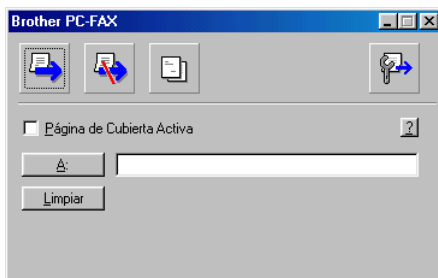 Brother PC-FAX
Página de Cubierta Activa
?
A:
Limpiar